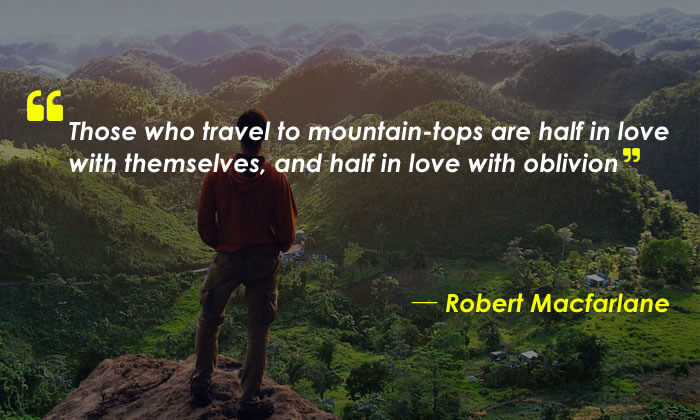 “Those who travel to mountain-tops are half in love
with themselves, and half in love with oblivion”
— Robert Macfarlane